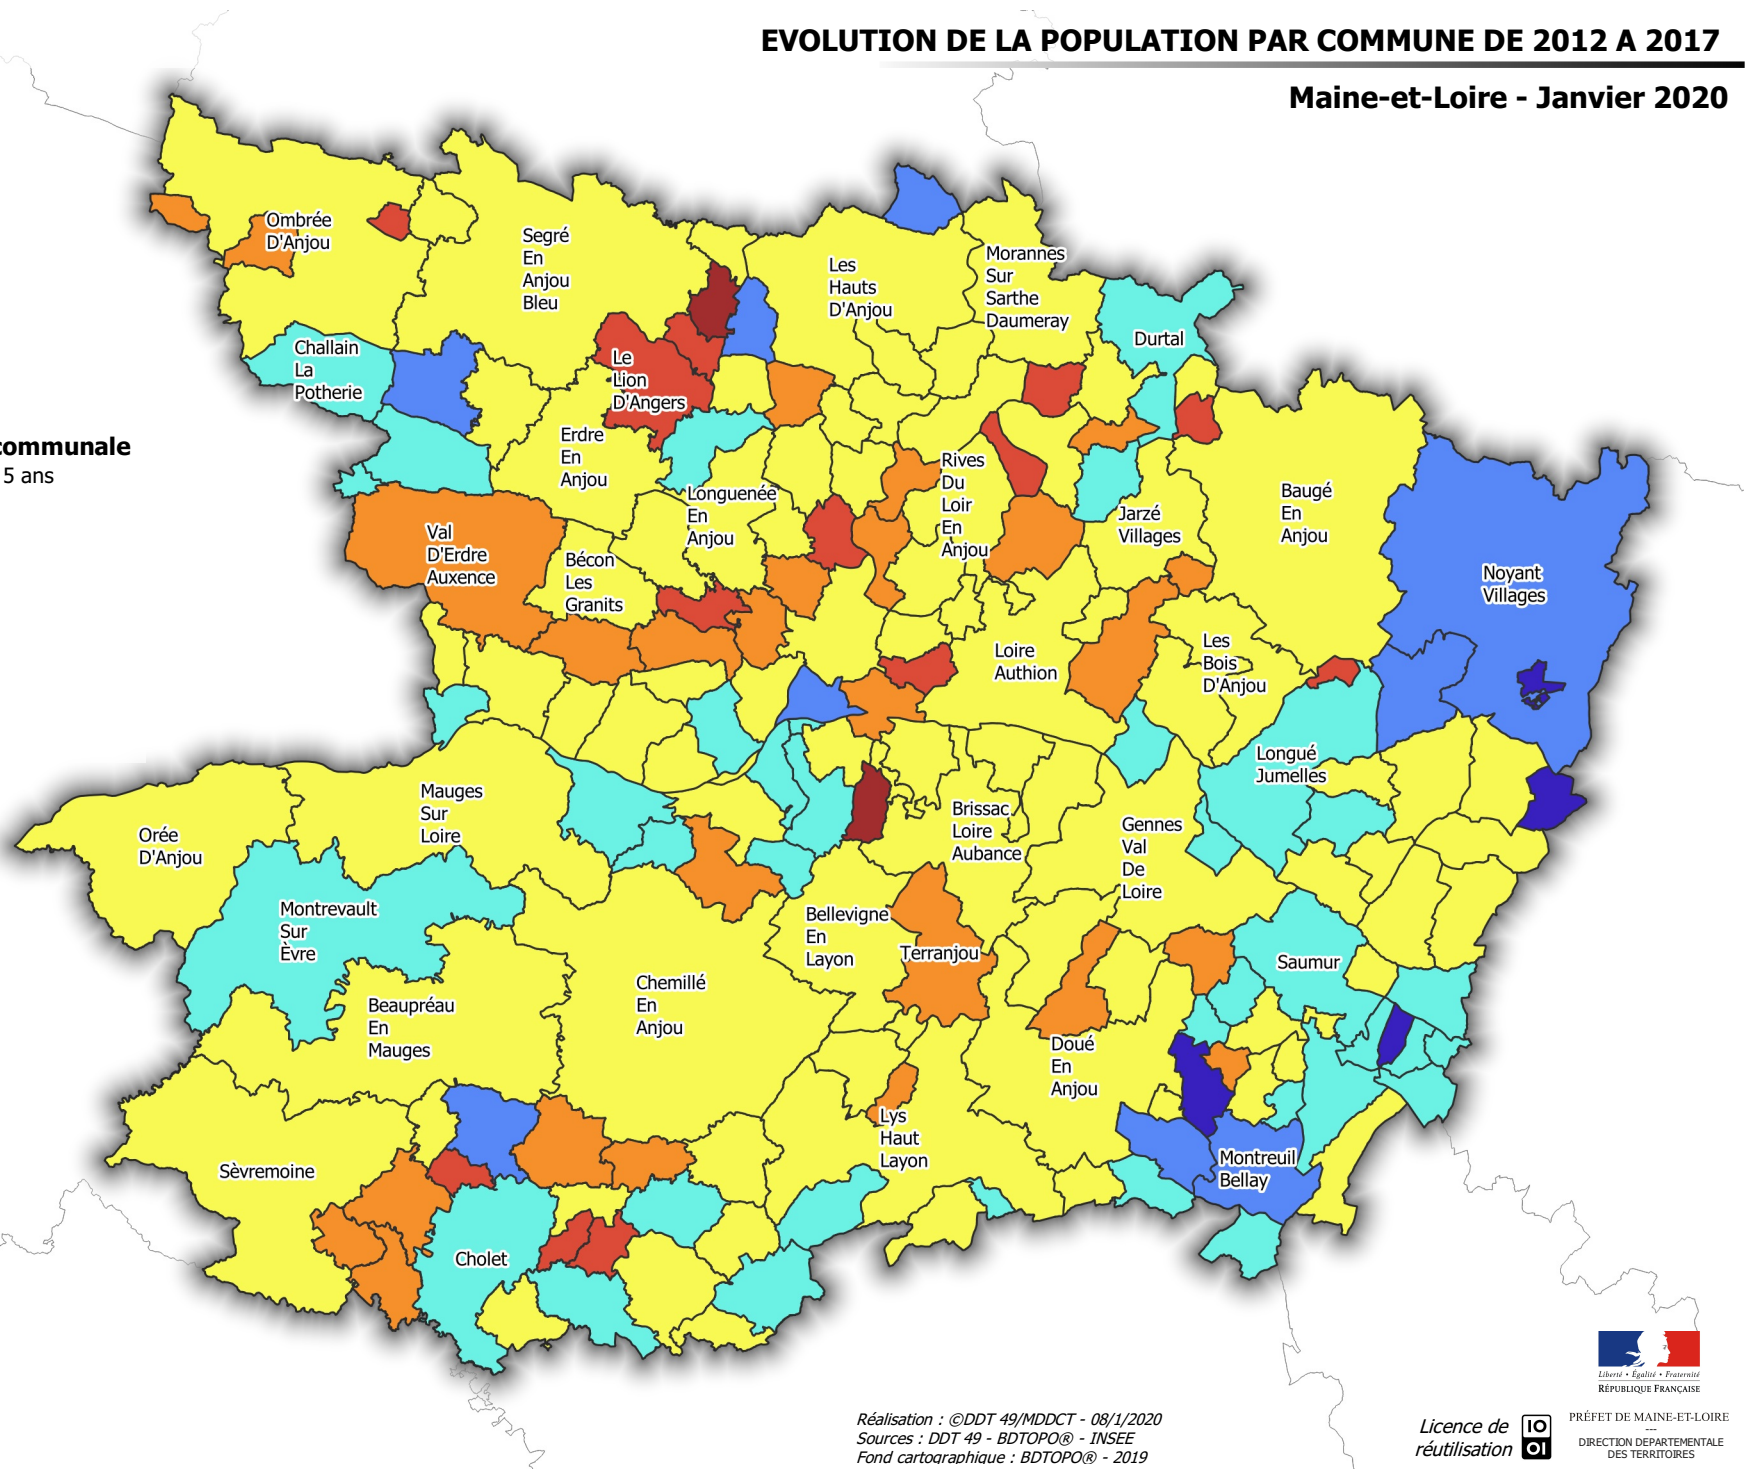 EVOLUTION DE LA POPULATION PAR COMMUNE DE 2012 A 2017
Maine-et-Loire - Janvier 2020
communale
5 ans
Ombrée
D'Anjou
Segré
En
Anjou
Bleu
Les
Hauts
D'Anjou
Morannes
Sur
Sarthe
Daumeray
Durtal
Challain
La
Potherie
Le
Lion
D'Angers
Erdre
En
Anjou
Longuenée
En
Anjou
Rives
Du
Loir
En
Anjou
Jarzé
Villages
Baugé
En
Anjou
Noyant
Villages
Val
D'Erdre
Auxence
Bécon
Les
Granits
Loire
Authion
Les
Bois
D'Anjou
Longué
Jumelles
Mauges
Sur
Loire
Orée
D'Anjou
Brissac
Loire
Aubance
Gennes
Val
De
Loire
Montrevault
Sur
Èvre
Bellevigne
En
Layon
Terranjou
Saumur
Chemillé
En
Anjou
Beaupréau
En
Mauges
Doué
En
Anjou
Lys
Haut
Layon
Montreuil
Bellay
Sèvremoine
Cholet
Réalisation : ©DDT 49/MDDCT - 08/1/2020
Sources : DDT 49 - BDTOPO® - INSEE
Fond cartographique : BDTOPO® - 2019
Licence de
réutilisation
IO
OI
Liberté • Égalité • Fraternité
RÉPUBLIQUE FRANÇAISE
PRÉFET DE MAINE-ET-LOIRE
---
DIRECTION DEPARTEMENTALE
DES TERRITOIRES